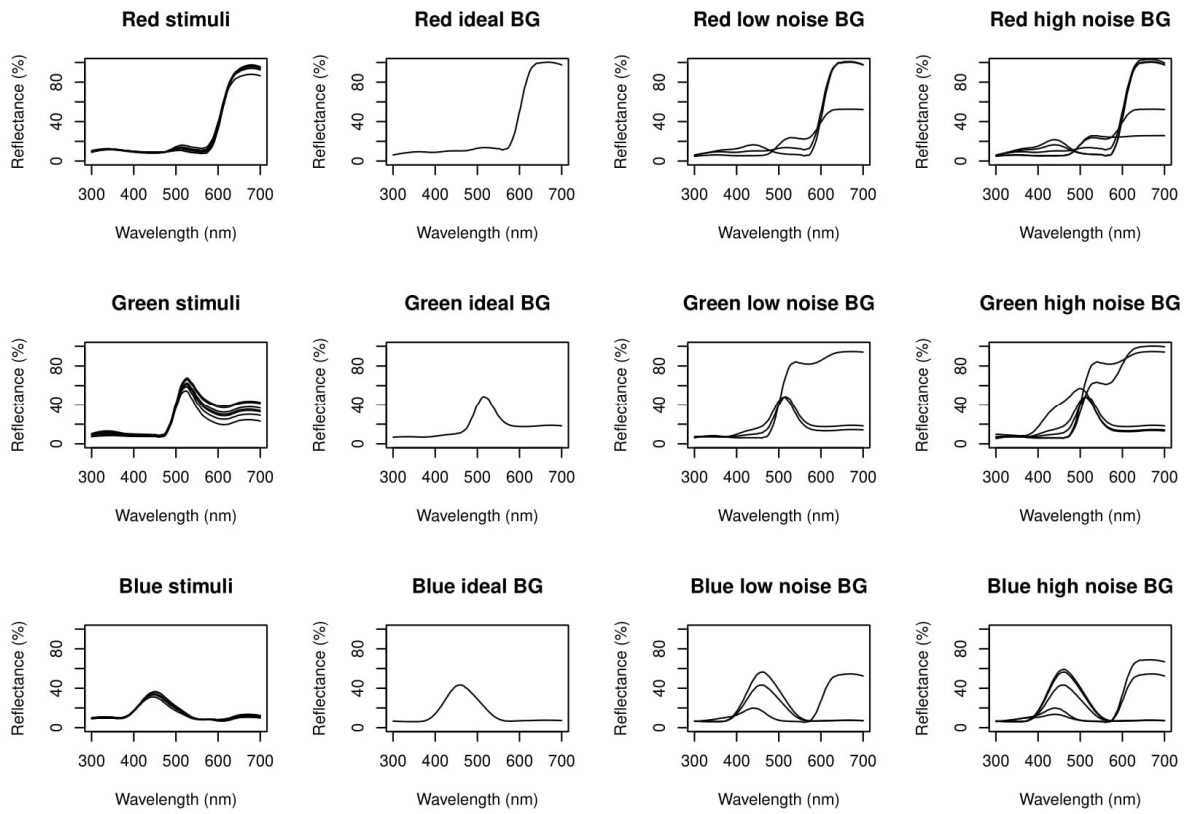 Red stimuli
Red ideal BG
Red low noise BG
Red high noise BG
Reflectance (%)
0 40 80
300 400 500 600 700
Wavelength (nm)
Reflectance (%)
0 40 80
300 400 500 600 700
Wavelength (nm)
Reflectance (%)
0 40 80
300 400 500 600 700
Wavelength (nm)
Reflectance (%)
0 40 80
300 400 500 600 700
Wavelength (nm)
Green stimuli
Green ideal BG
Green low noise BG
Green high noise BG
Reflectance (%)
0 40 80
300 400 500 600 700
Wavelength (nm)
Reflectance (%)
0 40 80
300 400 500 600 700
Wavelength (nm)
Reflectance (%)
0 40 80
300 400 500 600 700
Wavelength (nm)
Reflectance (%)
0 40 80
300 400 500 600 700
Wavelength (nm)
Blue stimuli
Blue ideal BG
Blue low noise BG
Blue high noise BG
Reflectance (%)
0 40 80
300 400 500 600 700
Wavelength (nm)
Reflectance (%)
0 40 80
300 400 500 600 700
Wavelength (nm)
Reflectance (%)
0 40 80
300 400 500 600 700
Wavelength (nm)
Reflectance (%)
0 40 80
300 400 500 600 700
Wavelength (nm)